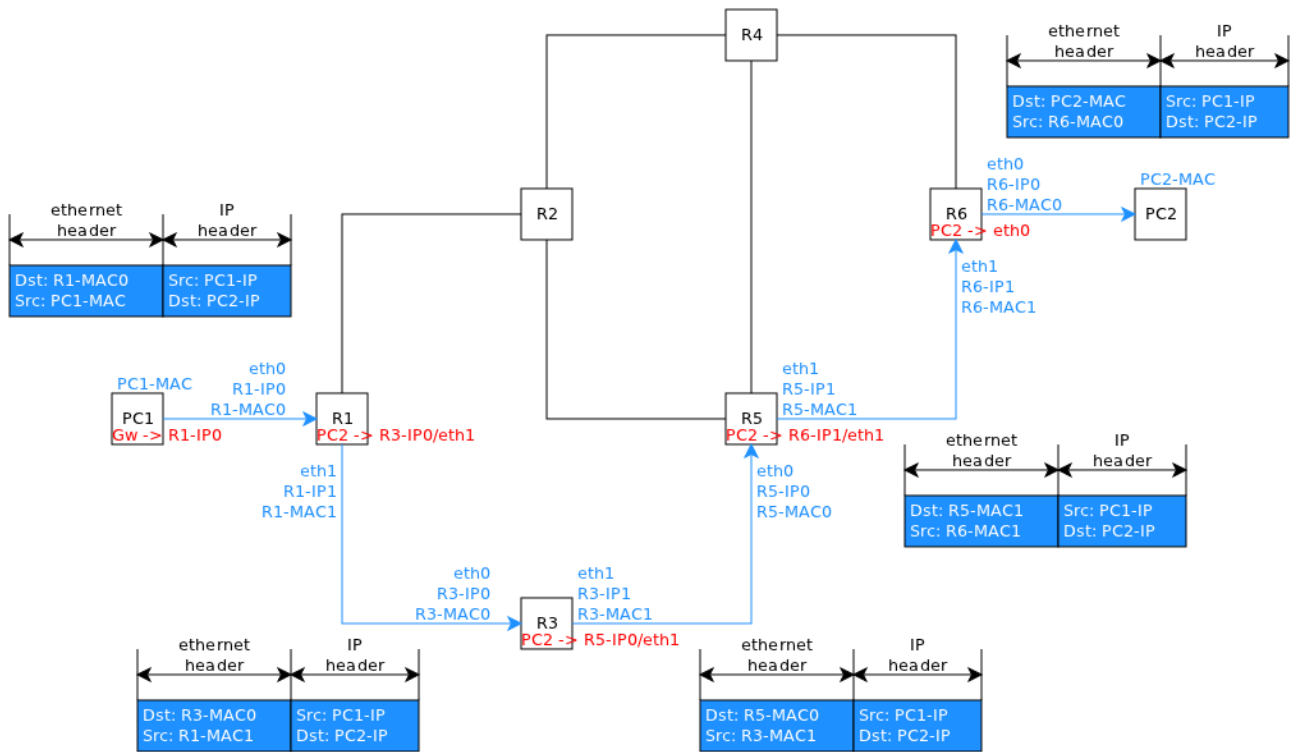 R4
ethernet
header
IP
header
Dst: PC2-MAC
Src: R6-MAC0
Src: PC1-IP
Dst: PC2-IP
eth0
R6-IP0
R6-MAC0
PC2-MAC
R2
R6
PC2
PC2 -> eth0
ethernet
header
IP
header
Dst: R1-MAC0
Src: PC1-MAC
Src: PC1-IP
Dst: PC2-IP
eth1
R6-IP1
R6-MAC1
PC1-MAC
eth0
R1-IP0
R1-MAC0
eth1
R5-IP1
R5-MAC1
PC1
Gw -> R1-IP0
R1
PC2 -> R3-IP0/eth1
R5
PC2 -> R6-IP1/eth1
eth1
R1-IP1
R1-MAC1
eth0
R5-IP0
R5-MAC0
ethernet
header
IP
header
Dst: R5-MAC1
Src: R6-MAC1
Src: PC1-IP
Dst: PC2-IP
eth0
R3-IP0
R3-MAC0
eth1
R3-IP1
R3-MAC1
R3
PC2 -> R5-IP0/eth1
ethernet
header
IP
header
Dst: R3-MAC0
Src: R1-MAC1
Src: PC1-IP
Dst: PC2-IP
ethernet
header
IP
header
Dst: R5-MAC0
Src: R3-MAC1
Src: PC1-IP
Dst: PC2-IP